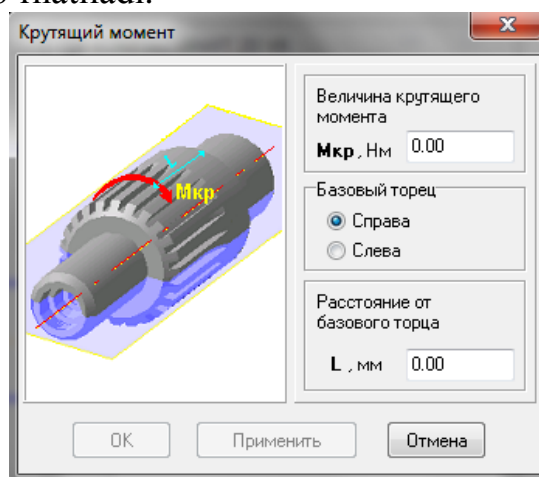 Крутящий момент
L
Мкр
Величина крутящего
момента
Мкр , Нм 0.00
Базовый торец
Справа
Слева
Расстояние от
базового торца
L , мм 0.00
OK Применить Отмена